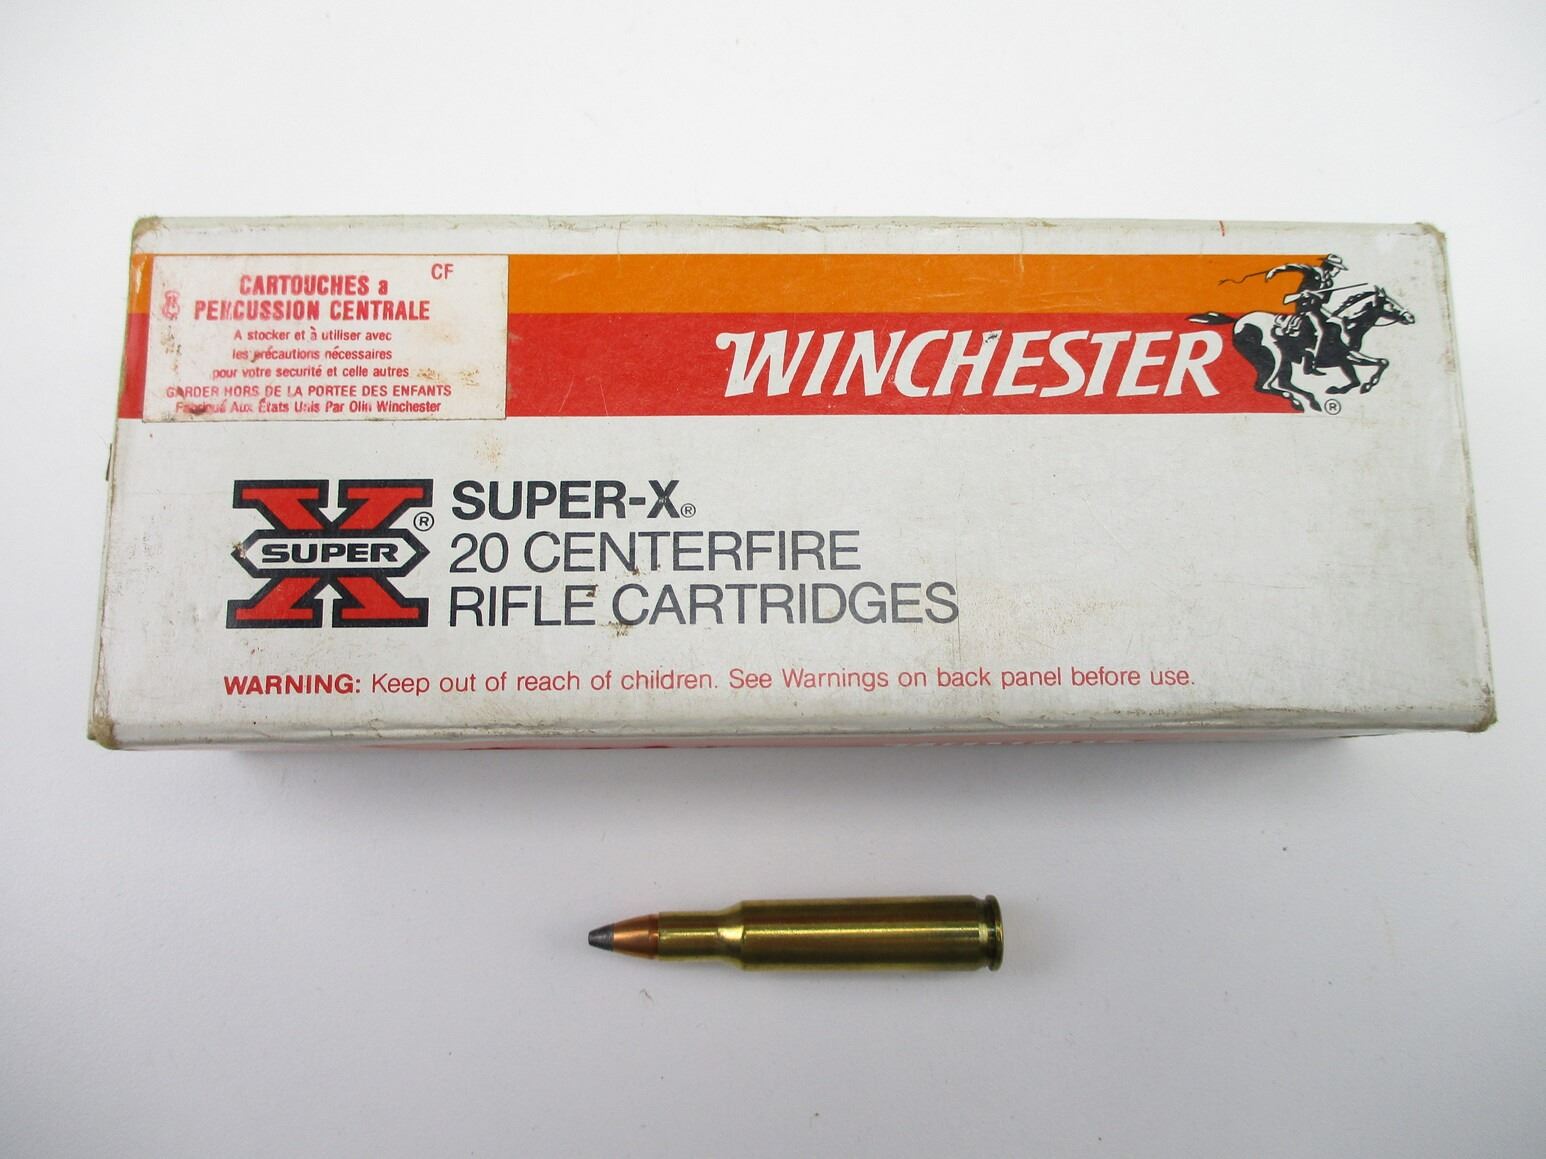 CF
CARTOUCHES a
PERCUSSION CENTRALE
A stocker et à utiliser avec
les précautions nécessaires
pour votre securité et celle autres
GARDER HORS DE LA PORTEE DES ENFANTS
Fabriqué Aux États Unis Par Olin Winchester
WINCHESTER
®
SUPER ®
SUPER-X®
20 CENTERFIRE
RIFLE CARTRIDGES
WARNING: Keep out of reach of children. See Warnings on back panel before use.